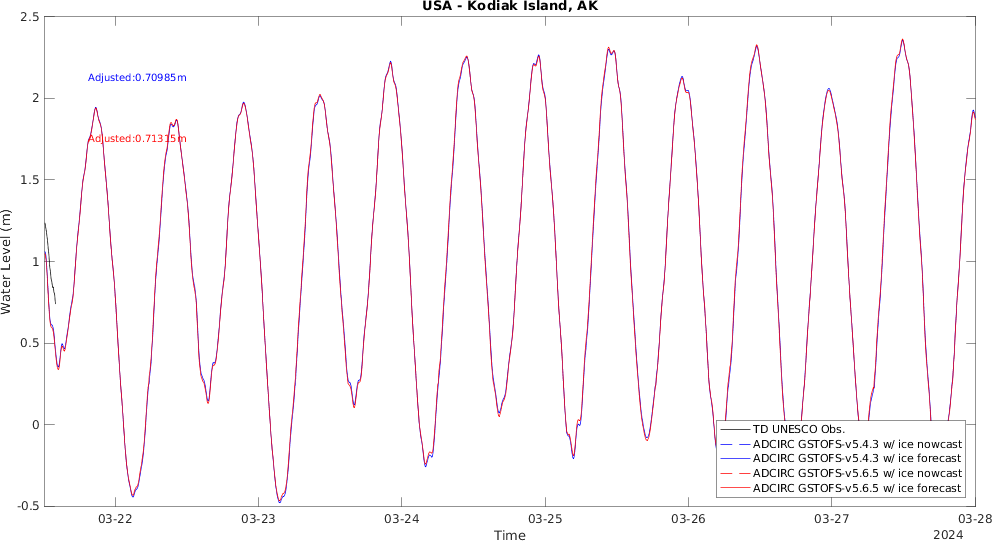 USA - Kodiak Island, AK
2.5
2
1.5
1
0.5
0
-0.5
Water Level (m)
Adjusted:0.70985m
Adjusted:0.71315m
TD UNESCO Obs.
ADCIRC GSTOFS-v5.4.3 w/ ice nowcast
ADCIRC GSTOFS-v5.4.3 w/ ice forecast
ADCIRC GSTOFS-v5.6.5 w/ ice nowcast
ADCIRC GSTOFS-v5.6.5 w/ ice forecast
03-22 03-23 03-24 03-25 03-26 03-27 03-28
Time
2024